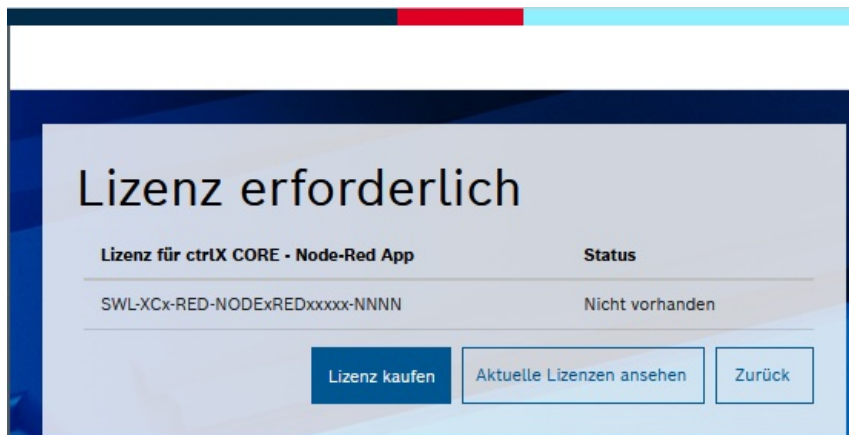 Lizenz erforderlich
Lizenz für ctrlX CORE - Node-Red App Status
SWL-XCx-RED-NODExREDxxxxx-NNNN Nicht vorhanden
Lizenz kaufen Aktuelle Lizenzen ansehen Zurück